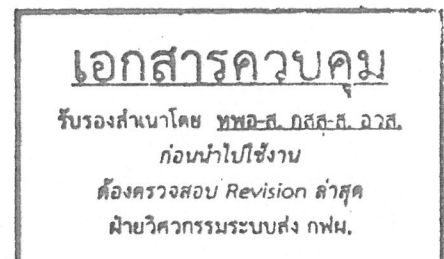 เอกสารควบคุม
รับรองสำเนาโดย ทพอ-ส. กสส-ส. อวส.
ก่อนนำไปใช้งาน
ต้องตรวจสอบ Revision ล่าสุด
ฝ่ายวิศวกรรมระบบส่ง กฟผ.